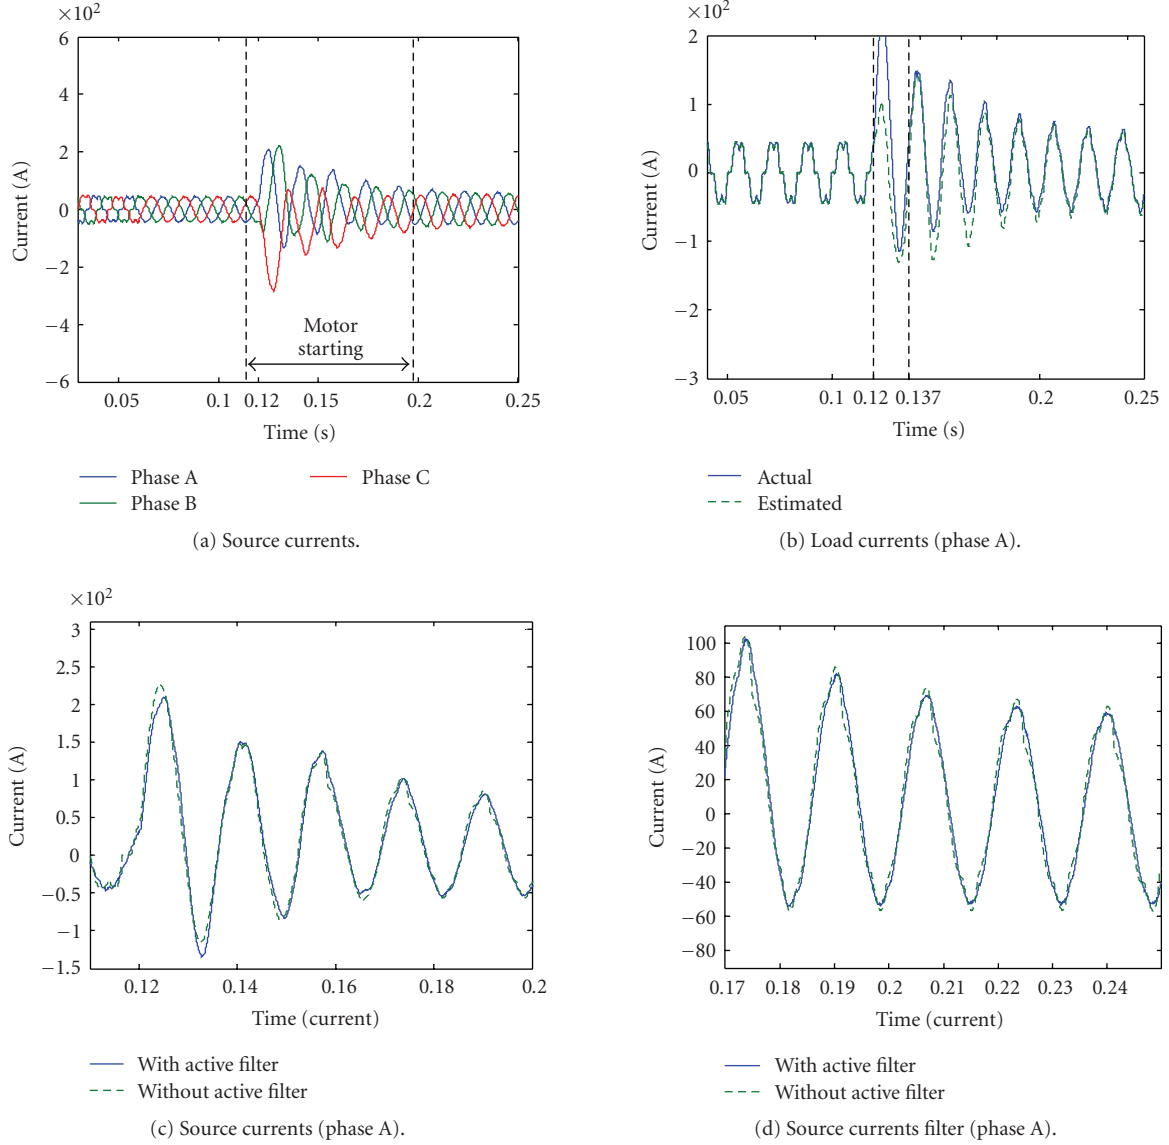 ×10²
6
4
2
0
−2
−4
−6
Current (A)
Motor
starting
0.05
0.1
0.12
0.15
0.2
0.25
Time (s)
Phase A
Phase C
Phase B
(a) Source currents.
×10²
2
1
0
−1
−2
−3
Current (A)
0.05
0.1
0.12
0.137
0.2
0.25
Time (s)
Actual
Estimated
(b) Load currents (phase A).
×10²
3
2.5
2
1.5
1
0.5
0
−0.5
−1
−1.5
Current (A)
0.12
0.14
0.16
0.18
0.2
Time (current)
With active filter
Without active filter
(c) Source currents (phase A).
100
80
60
40
20
0
−20
−40
−60
−80
Current (A)
0.17
0.18
0.19
0.2
0.21
0.22
0.23
0.24
Time (current)
With active filter
Without active filter
(d) Source currents filter (phase A).